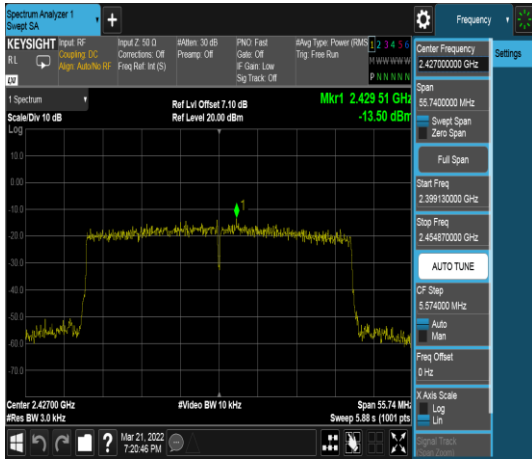 Spectrum Analyzer 1
Swept SA
+
Frequency
KEYSIGHT
RL
LXI
Input: RF
Coupling: DC
Align: Auto/No RF
Input Z: 50 Ω
Corrections: Off
Freq Ref: Int (S)
#Atten: 30 dB
Preamp: Off
PNO: Fast
Gate: Off
IF Gain: Low
Sig Track: Off
#Avg Type: Power (RMS
Trig: Free Run
1 2 3 4 5 6
M W W W W W
P N N N N N
1 Spectrum
Scale/Div 10 dB
Log
Ref Lvl Offset 7.10 dB
Ref Level 20.00 dBm
Mkr1 2.429 51 GHz
-13.50 dBm
10.0
0.00
-10.0
-20.0
-30.0
-40.0
-50.0
-60.0
-70.0
1
Center 2.42700 GHz
#Res BW 3.0 kHz
#Video BW 10 kHz
Span 55.74 MHz
Sweep 5.88 s (1001 pts)
Mar 21, 2022
7:20:46 PM
?
Center Frequency
2.427000000 GHz
Settings
Span
55.7400000 MHz
Swept Span
Zero Span
Full Span
Start Freq
2.399130000 GHz
Stop Freq
2.454870000 GHz
AUTO TUNE
CF Step
5.574000 MHz
Auto
Man
Freq Offset
0 Hz
X Axis Scale
Log
Lin
Signal Track
(Span Zoom)